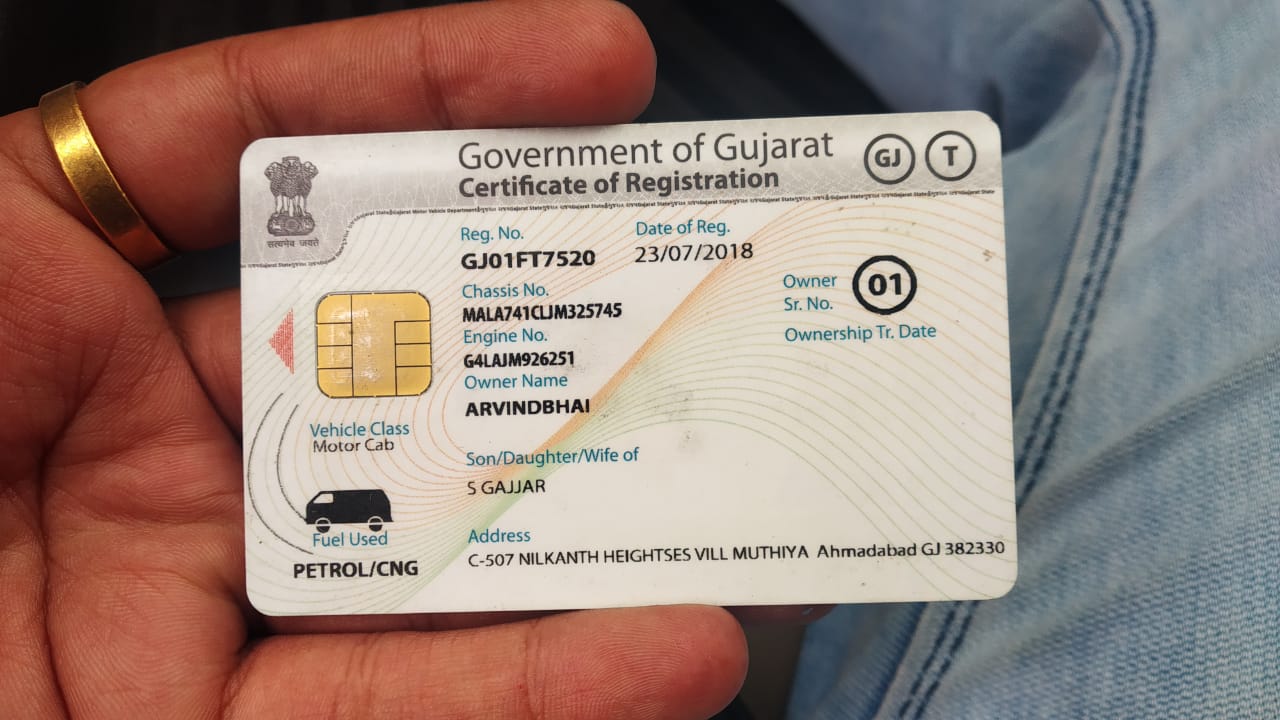 Government of Gujarat
Certificate of Registration
GJ
T
सत्यमेव जयते
Reg. No.
GJ01FT7520
Date of Reg.
23/07/2018
Chassis No.
MALA741CLJM325745
Engine No.
G4LAJM926251
Owner Name
ARVINDBHAI
Owner
Sr. No.
01
Ownership Tr. Date
Vehicle Class
Motor Cab
Son/Daughter/Wife of
S GAJJAR
Fuel Used
PETROL/CNG
Address
C-507 NILKANTH HEIGHTSES VILL MUTHIYA Ahmadabad GJ 382330